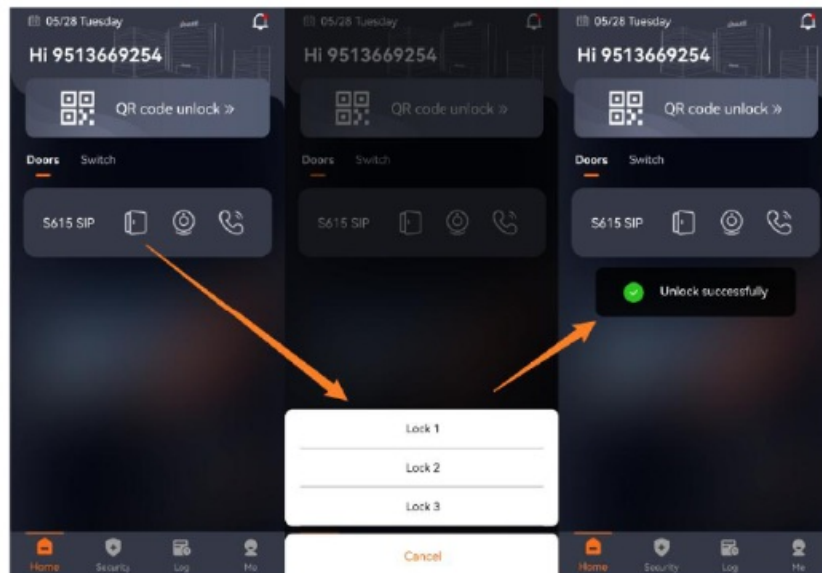 05/28 Tuesday
Hi 9513669254
QR code unlock »
Doors Switch
S615 SIP
Home Security Log Me
05/28 Tuesday
Hi 9513669254
QR code unlock »
Doors Switch
S615 SIP
Lock 1
Lock 2
Lock 3
Cancel
05/28 Tuesday
Hi 9513669254
QR code unlock »
Doors Switch
S615 SIP
Unlock successfully
Home Security Log Me